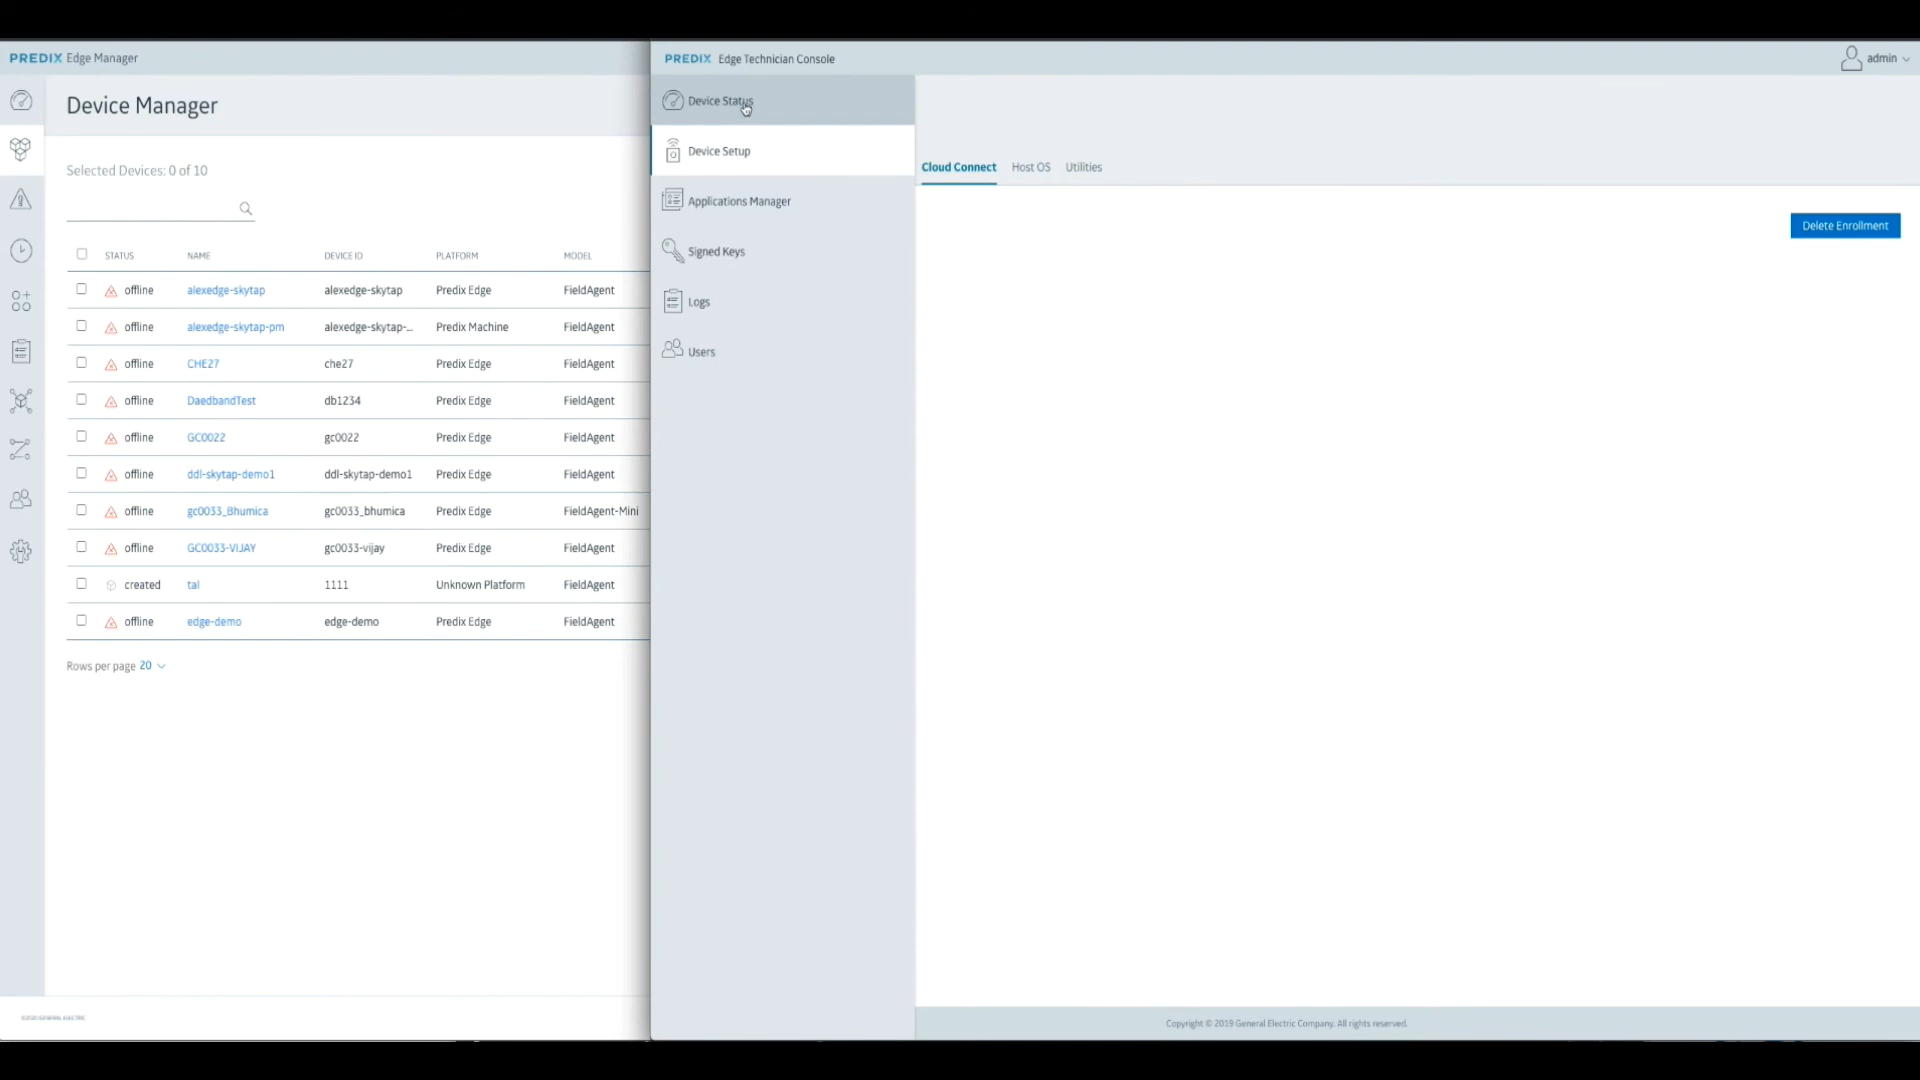 PREDIX Edge Manager
Device Manager
Selected Devices: 0 of 10
STATUS NAME DEVICE ID PLATFORM MODEL
offline alexedge-skytap alexedge-skytap Predix Edge FieldAgent
offline alexedge-skytap-pm alexedge-skytap-... Predix Machine FieldAgent
offline CHE27 che27 Predix Edge FieldAgent
offline DaedbandTest db1234 Predix Edge FieldAgent
offline GC0022 gc0022 Predix Edge FieldAgent
offline ddl-skytap-demo1 ddl-skytap-demo1 Predix Edge FieldAgent
offline gc0033_Bhumica gc0033_bhumica Predix Edge FieldAgent-Mini
offline GC0033-VIJAY gc0033-vijay Predix Edge FieldAgent
created tal 1111 Unknown Platform FieldAgent
offline edge-demo edge-demo Predix Edge FieldAgent
Rows per page 20
©2020 GENERAL ELECTRIC
PREDIX Edge Technician Console
admin
Device Status
Device Setup
Applications Manager
Signed Keys
Logs
Users
Cloud Connect Host OS Utilities
Delete Enrollment
Copyright © 2019 General Electric Company. All rights reserved.